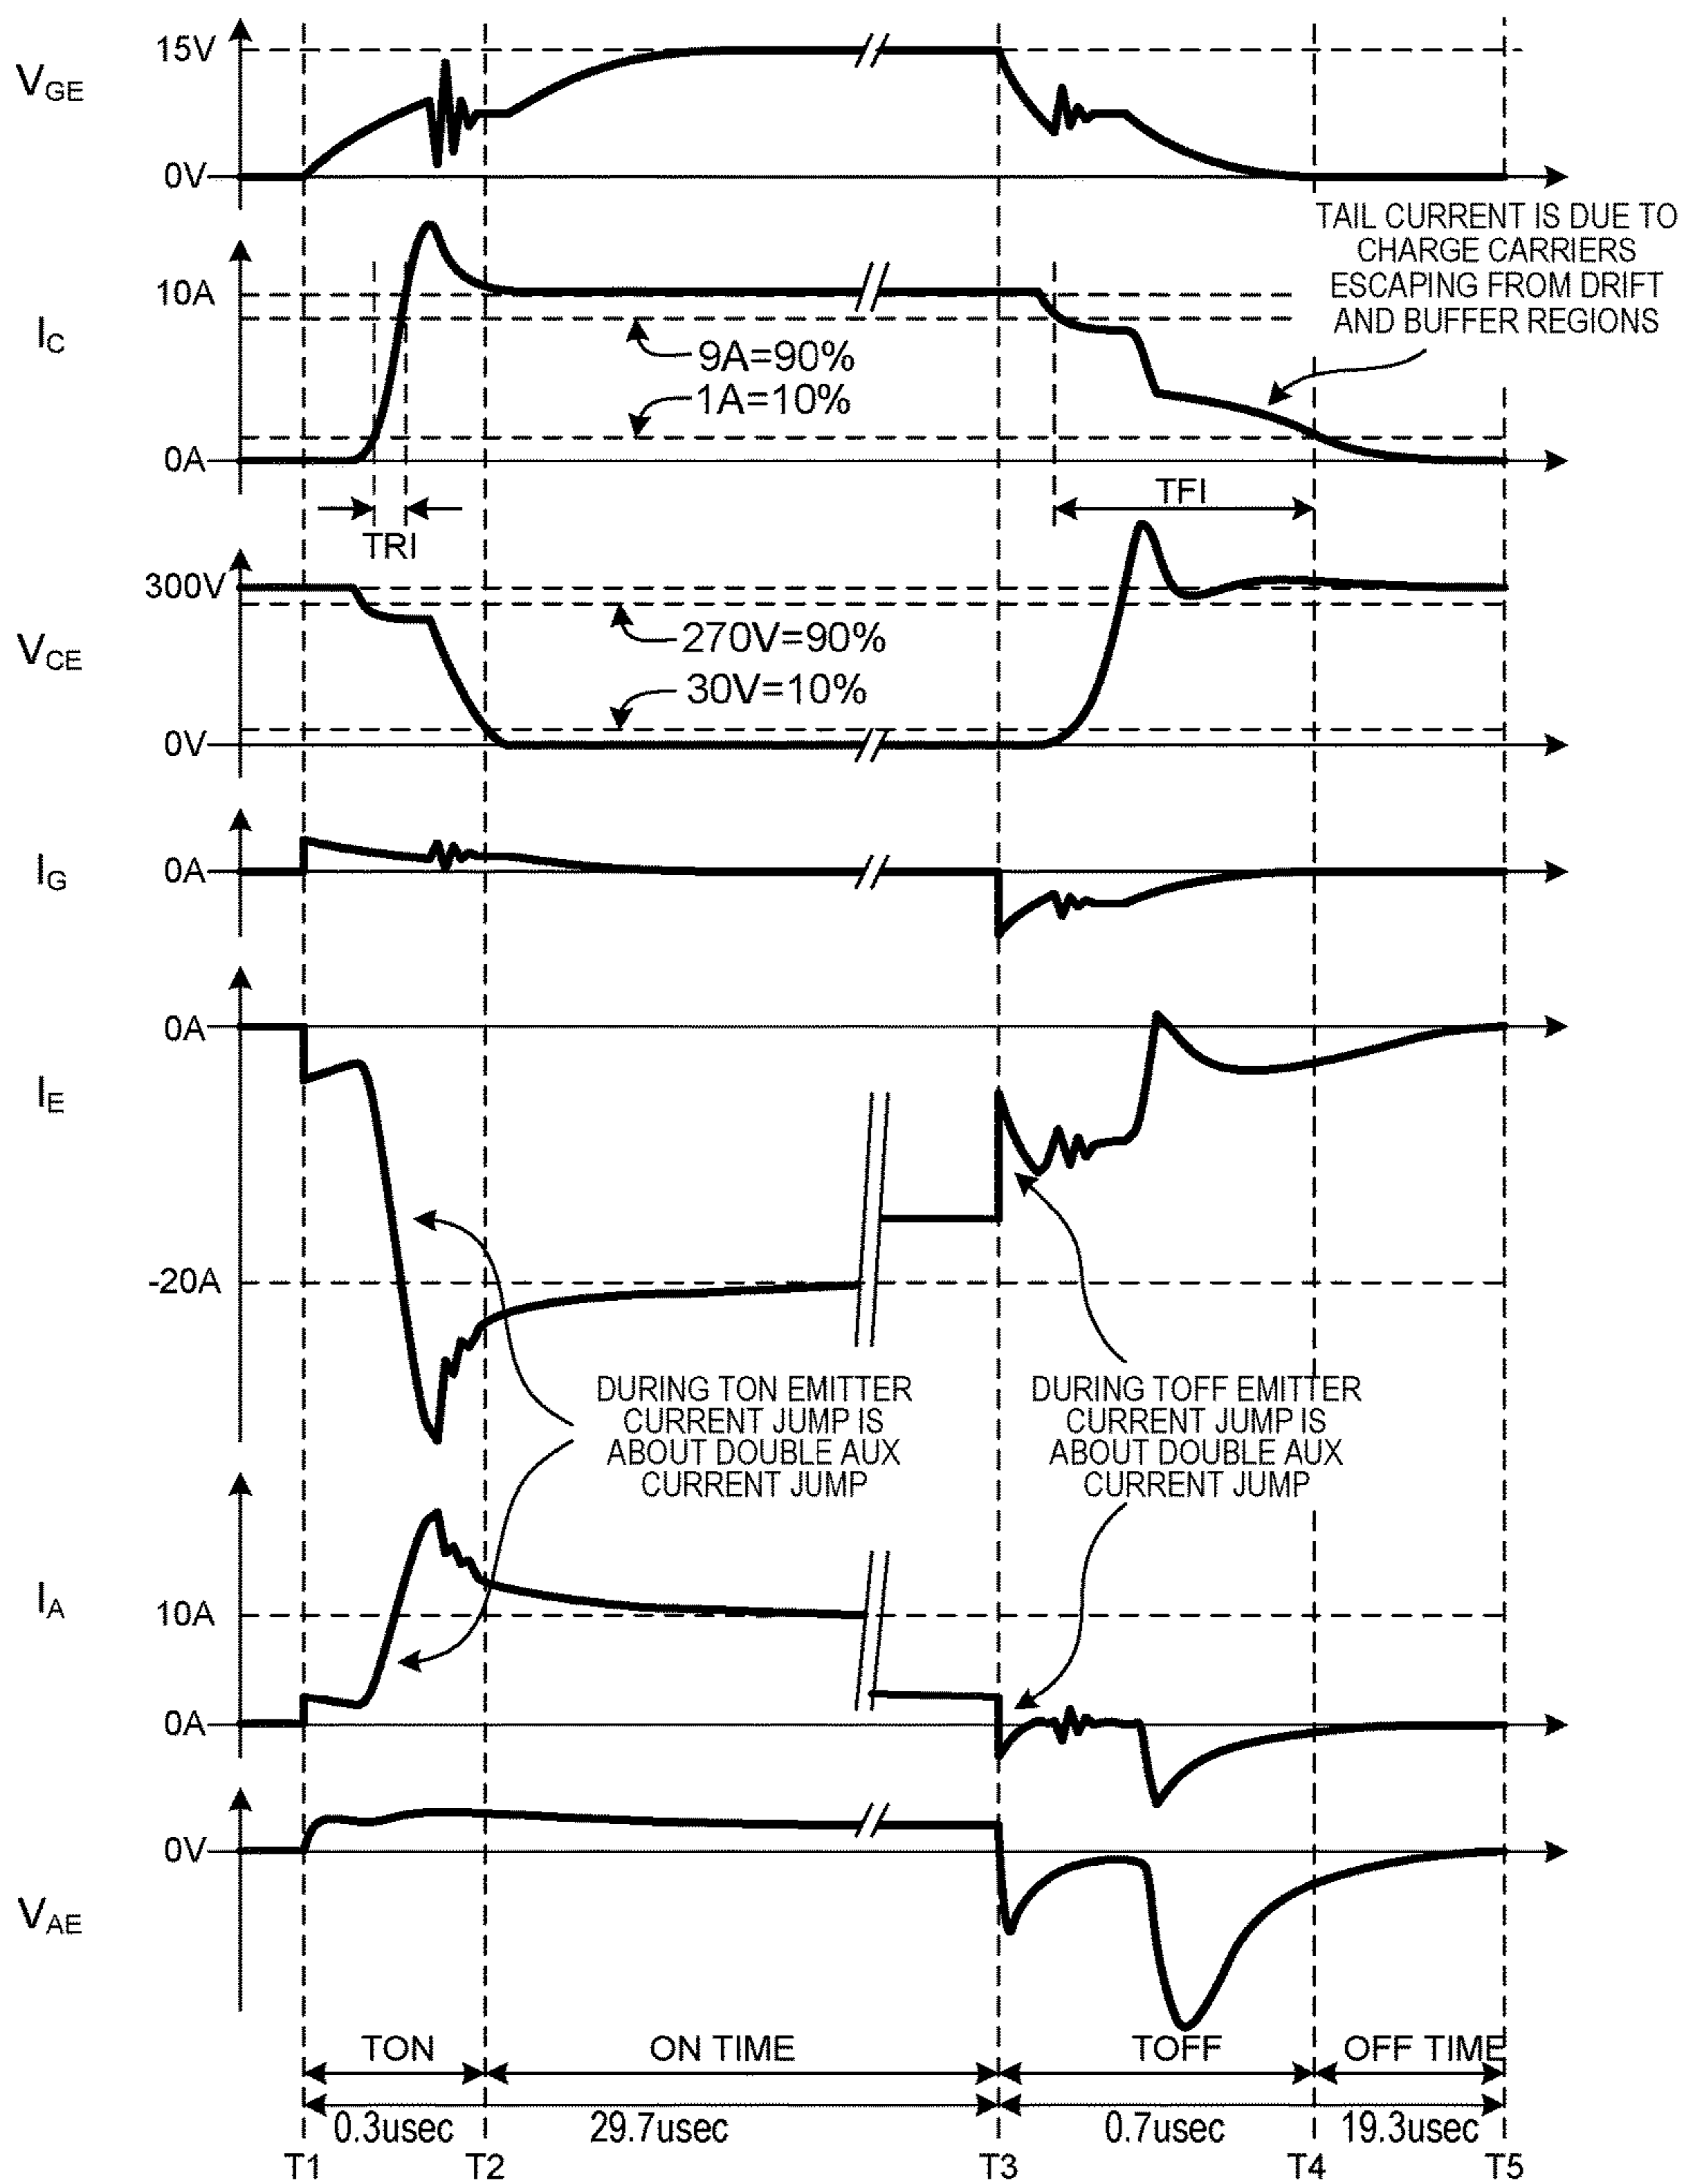 15V
VGE
0V
TAIL CURRENT IS DUE TO
CHARGE CARRIERS
ESCAPING FROM DRIFT
AND BUFFER REGIONS
10A
IC
9A=90%
1A=10%
0A
TRI
TFI
300V
VCE
270V=90%
30V=10%
0V
IG
0A
0A
IE
-20A
DURING TON EMITTER
CURRENT JUMP IS
ABOUT DOUBLE AUX
CURRENT JUMP
DURING TOFF EMITTER
CURRENT JUMP IS
ABOUT DOUBLE AUX
CURRENT JUMP
IA
10A
0A
0V
VAE
TON
ON TIME
TOFF
OFF TIME
0.3usec
29.7usec
0.7usec
19.3usec
T1
T2
T3
T4
T5